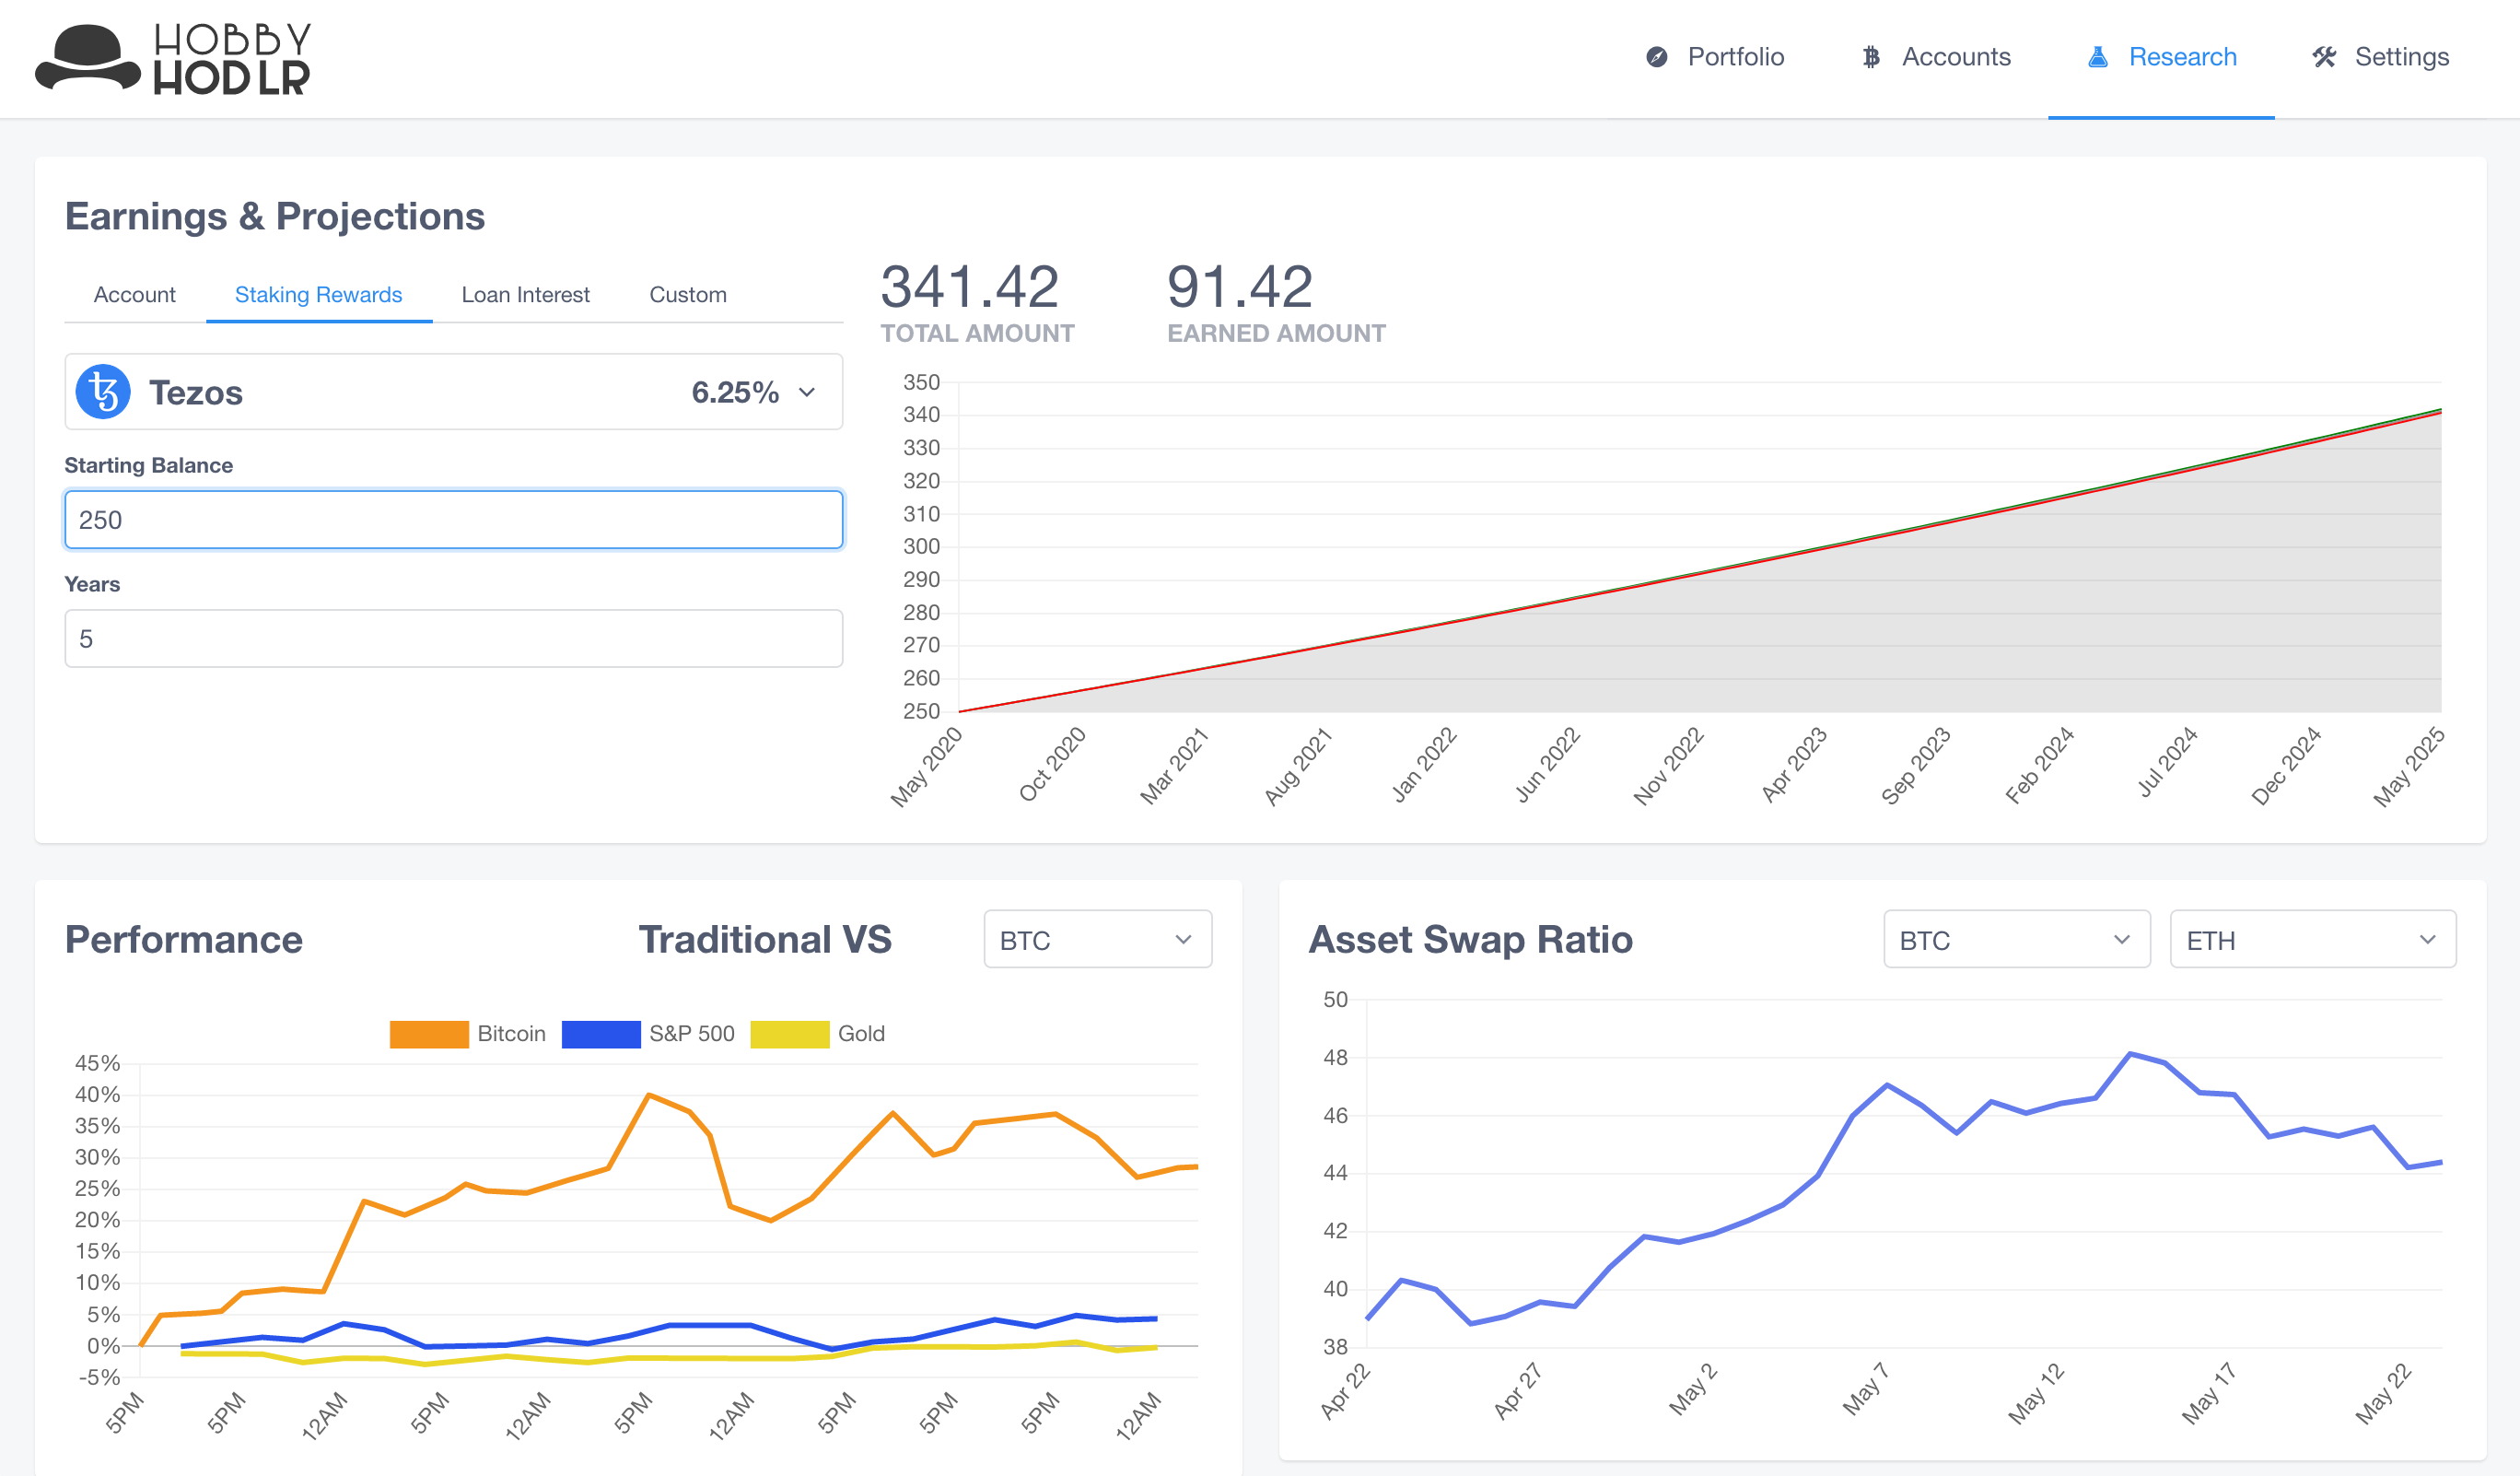 HOBBY
HODLR
Portfolio
Accounts
Research
Settings
Earnings & Projections
Account
Staking Rewards
Loan Interest
Custom
Tezos
6.25%
Starting Balance
250
Years
5
341.42
TOTAL AMOUNT
91.42
EARNED AMOUNT
350
340
330
320
310
300
290
280
270
260
250
May 2020
Oct 2020
Mar 2021
Aug 2021
Jan 2022
Jun 2022
Nov 2022
Apr 2023
Sep 2023
Feb 2024
Jul 2024
Dec 2024
May 2025
Performance
Traditional VS
BTC
Bitcoin
S&P 500
Gold
45%
40%
35%
30%
25%
20%
15%
10%
5%
0%
-5%
5PM
5PM
12AM
5PM
12AM
5PM
12AM
5PM
5PM
5PM
12AM
Asset Swap Ratio
BTC
ETH
50
48
46
44
42
40
38
Apr 22
Apr 27
May 2
May 7
May 12
May 17
May 22